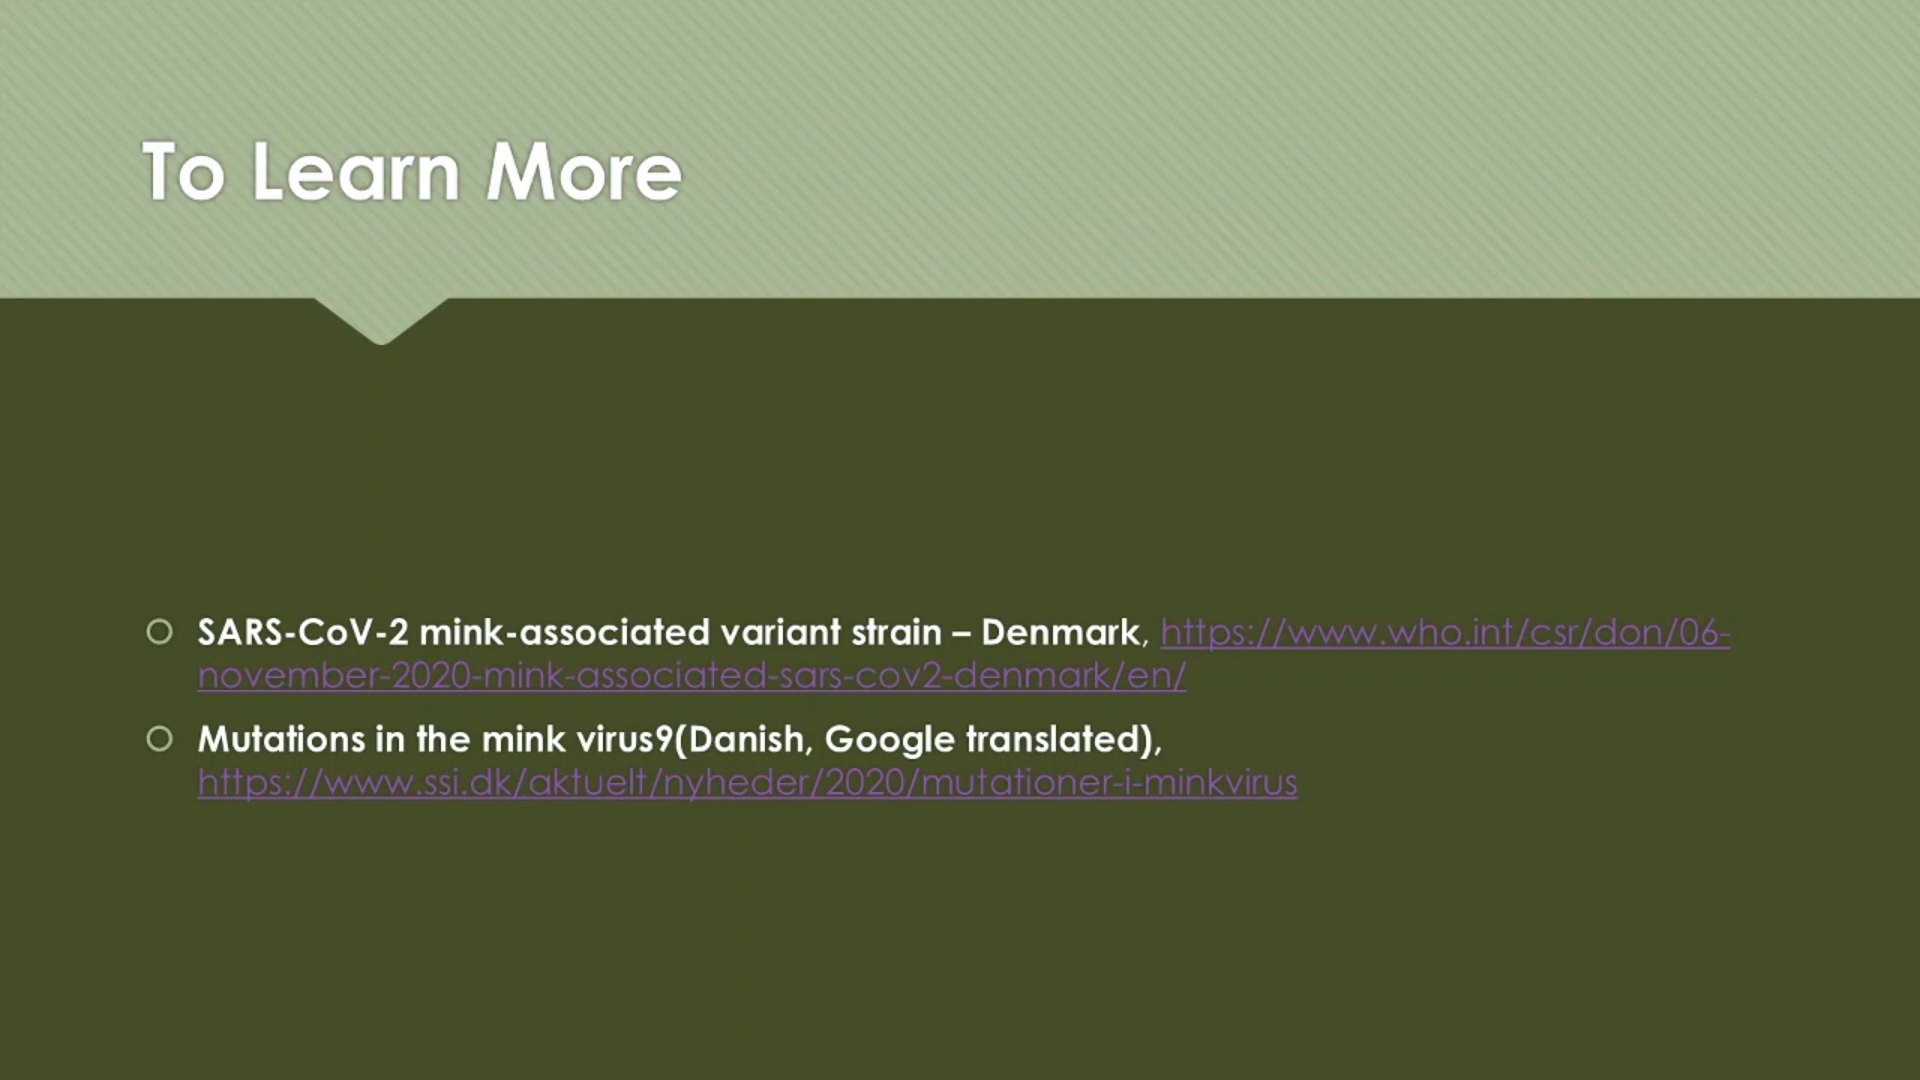 To Learn More
SARS-CoV-2 mink-associated variant strain – Denmark, https://www.who.int/csr/don/06-
november-2020-mink-associated-sars-cov2-denmark/en/
Mutations in the mink virus9(Danish, Google translated),
https://www.ssi.dk/aktuelt/nyheder/2020/mutationer-i-minkvirus